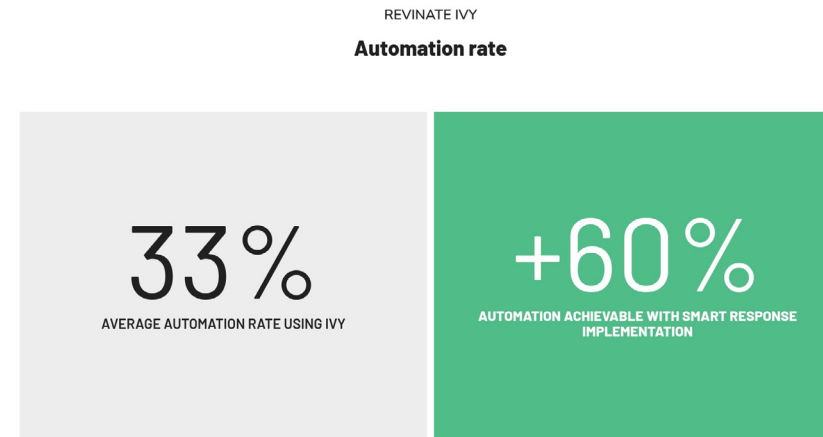 REVINATE IVY
Automation rate
33%
AVERAGE AUTOMATION RATE USING IVY
+60%
AUTOMATION ACHIEVABLE WITH SMART RESPONSE
IMPLEMENTATION